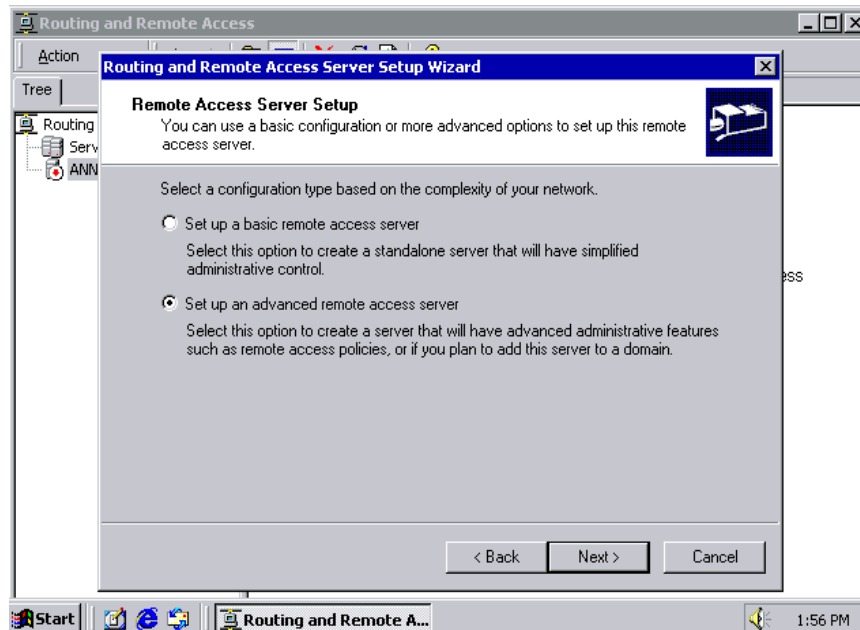 Routing and Remote Access
Action
Routing and Remote Access Server Setup Wizard
Tree
Remote Access Server Setup
You can use a basic configuration or more advanced options to set up this remote
access server.
Routing
Serv
ANN
Select a configuration type based on the complexity of your network.
Set up a basic remote access server
Select this option to create a standalone server that will have simplified
administrative control.
ess
Set up an advanced remote access server
Select this option to create a server that will have advanced administrative features
such as remote access policies, or if you plan to add this server to a domain.
< Back
Next >
Cancel
Start
Routing and Remote A...
1:56 PM